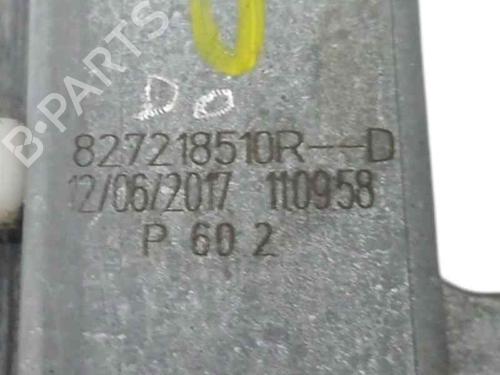 B-PARTS
DO
827218510R--D
12/06/2017 110958
P 60 2